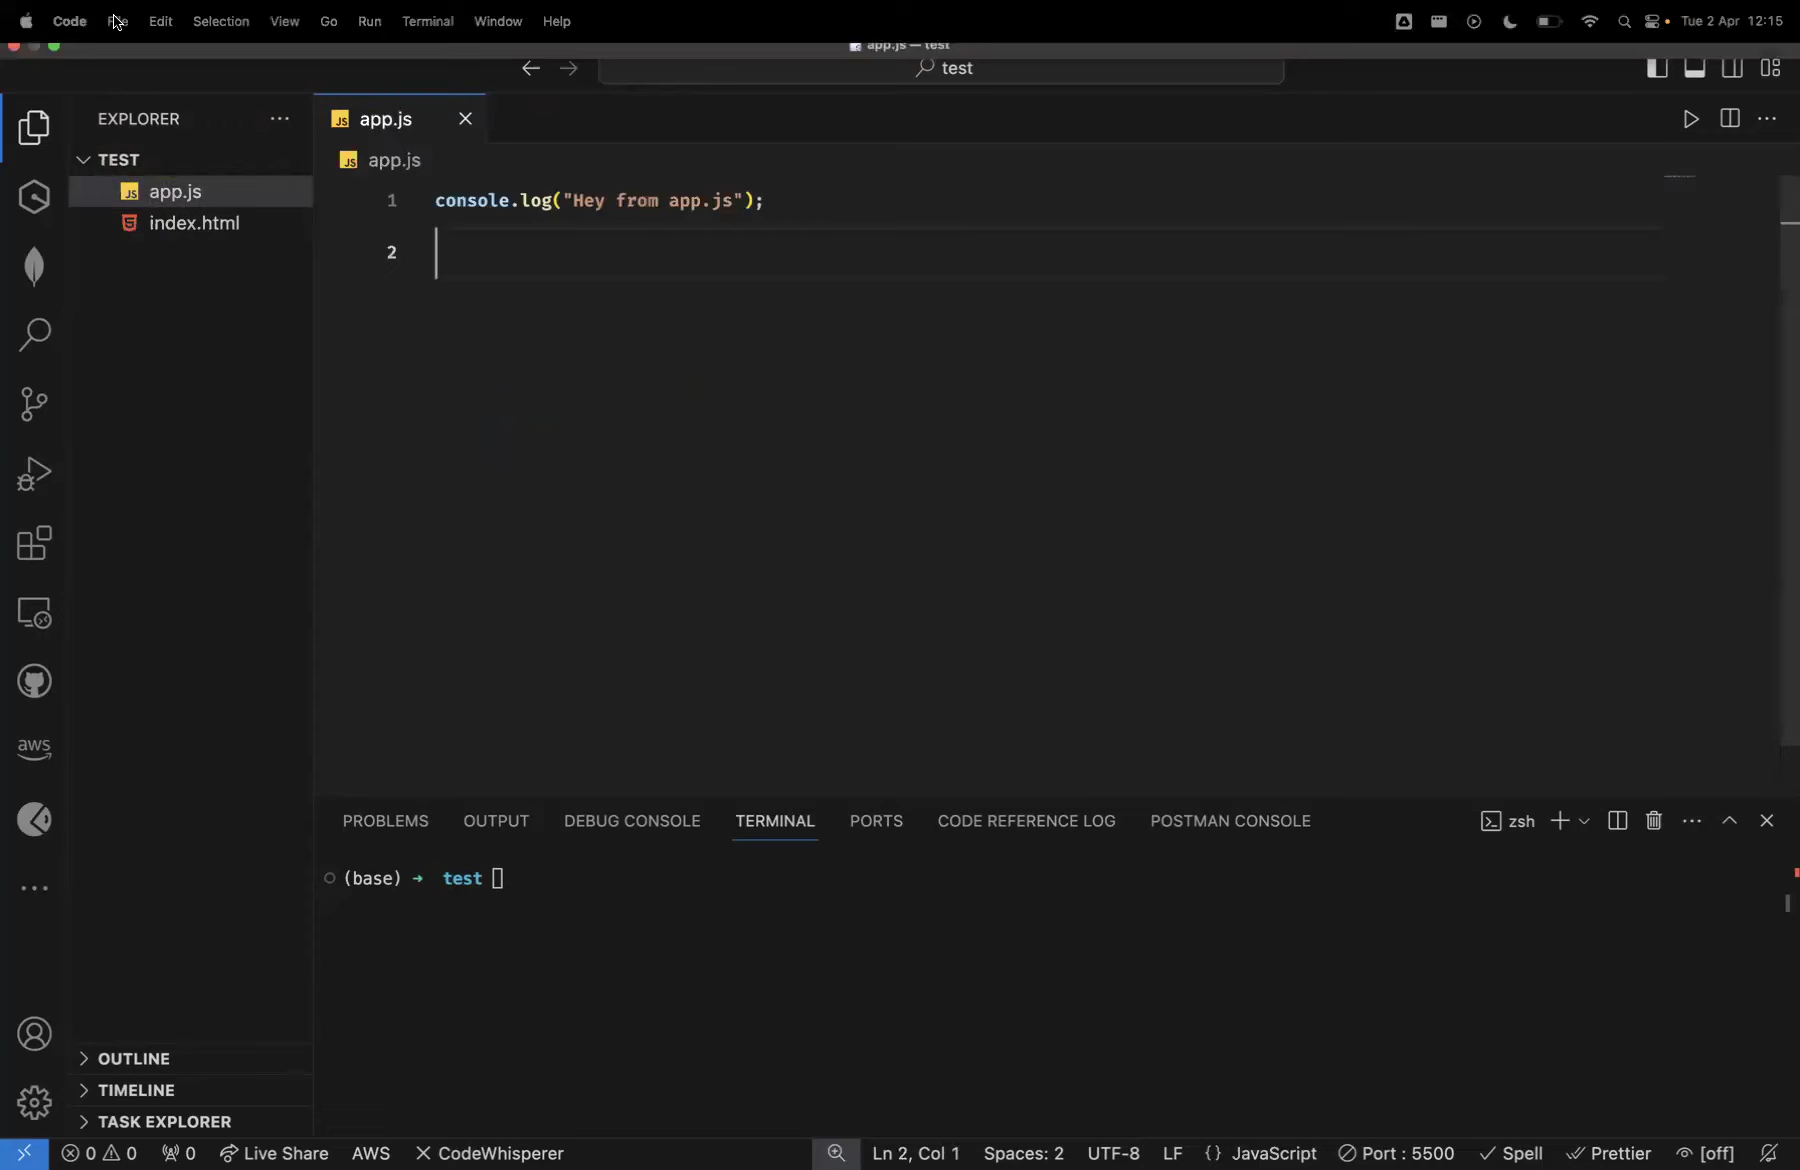 Code File Edit Selection View Go Run Terminal Window Help Tue 2 Apr 12:15
app.js — test
test
EXPLORER
app.js
TEST
app.js
app.js
index.html
1 console.log("Hey from app.js");
2
aws
PROBLEMS OUTPUT DEBUG CONSOLE TERMINAL PORTS CODE REFERENCE LOG POSTMAN CONSOLE zsh
(base) ➜ test
OUTLINE
TIMELINE
TASK EXPLORER
0 0 0 Live Share AWS CodeWhisperer Ln 2, Col 1 Spaces: 2 UTF-8 LF {} JavaScript Port : 5500 Spell Prettier [off]